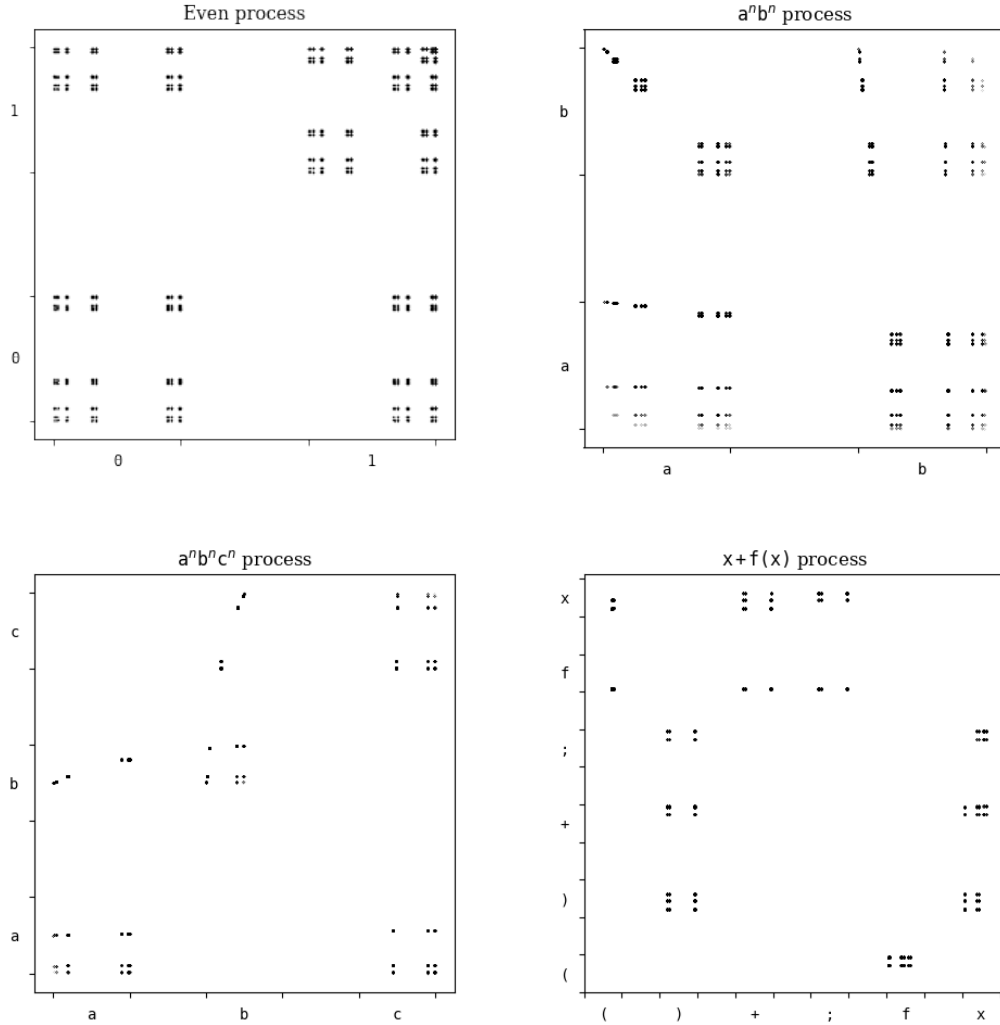 Even process
1
0
0 1
aⁿbⁿ process
b
a
a b
aⁿbⁿcⁿ process
c
b
a
a b c
x+f(x) process
x
f
;
+
)
(
( ) + ; f x